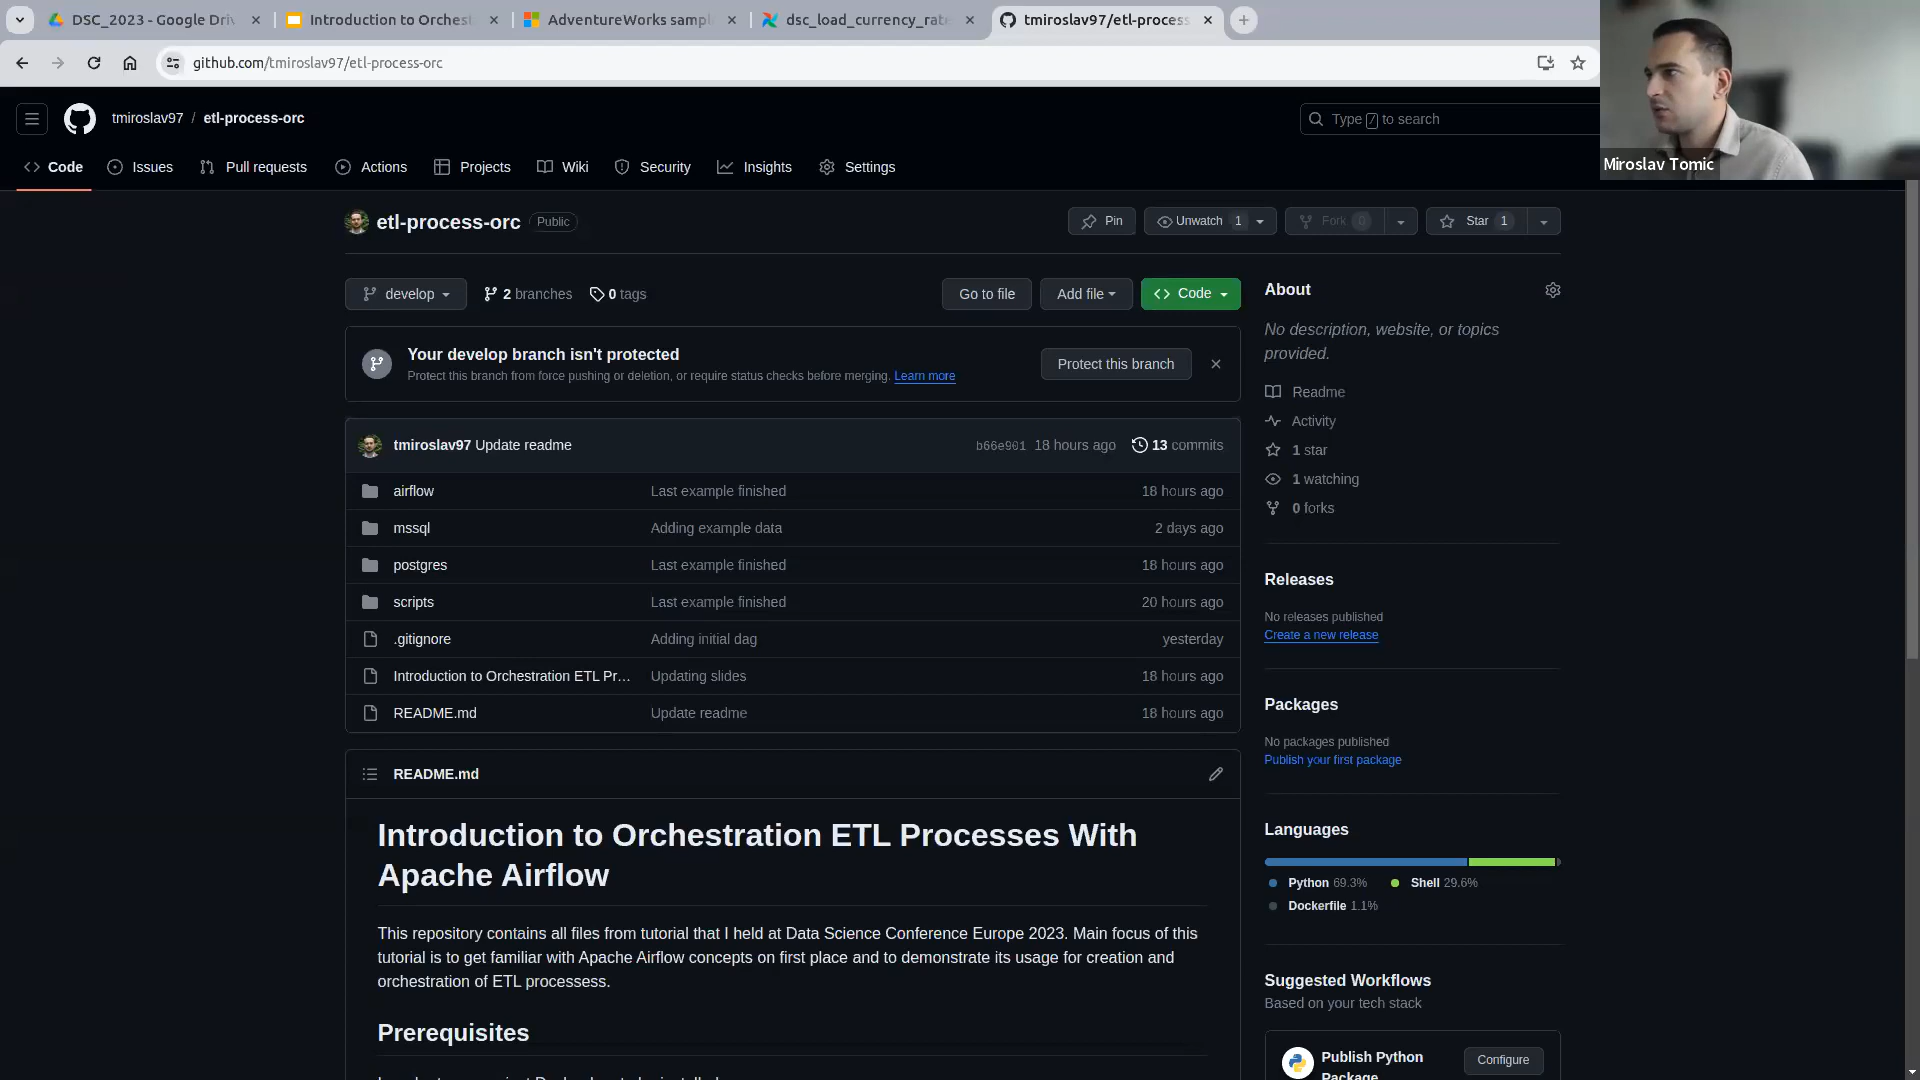 DSC_2023 - Google Driv
Introduction to Orchest
AdventureWorks sampl
dsc_load_currency_rate
tmiroslav97/etl-process
github.com/tmiroslav97/etl-process-orc
tmiroslav97 / etl-process-orc
Type / to search
Miroslav Tomic
Code
Issues
Pull requests
Actions
Projects
Wiki
Security
Insights
Settings
etl-process-orc Public
Pin
Unwatch 1
Fork 0
Star 1
develop
2 branches
0 tags
Go to file
Add file
Code
Your develop branch isn't protected
Protect this branch from force pushing or deletion, or require status checks before merging. Learn more
Protect this branch
tmiroslav97 Update readme b66e901 18 hours ago 13 commits
airflow Last example finished 18 hours ago
mssql Adding example data 2 days ago
postgres Last example finished 18 hours ago
scripts Last example finished 20 hours ago
.gitignore Adding initial dag yesterday
Introduction to Orchestration ETL Pr... Updating slides 18 hours ago
README.md Update readme 18 hours ago
README.md
Introduction to Orchestration ETL Processes With
Apache Airflow
This repository contains all files from tutorial that I held at Data Science Conference Europe 2023. Main focus of this
tutorial is to get familiar with Apache Airflow concepts on first place and to demonstrate its usage for creation and
orchestration of ETL processess.
Prerequisites
About
No description, website, or topics
provided.
Readme
Activity
1 star
1 watching
0 forks
Releases
No releases published
Create a new release
Packages
No packages published
Publish your first package
Languages
Python 69.3%
Shell 29.6%
Dockerfile 1.1%
Suggested Workflows
Based on your tech stack
Publish Python
Package
Configure